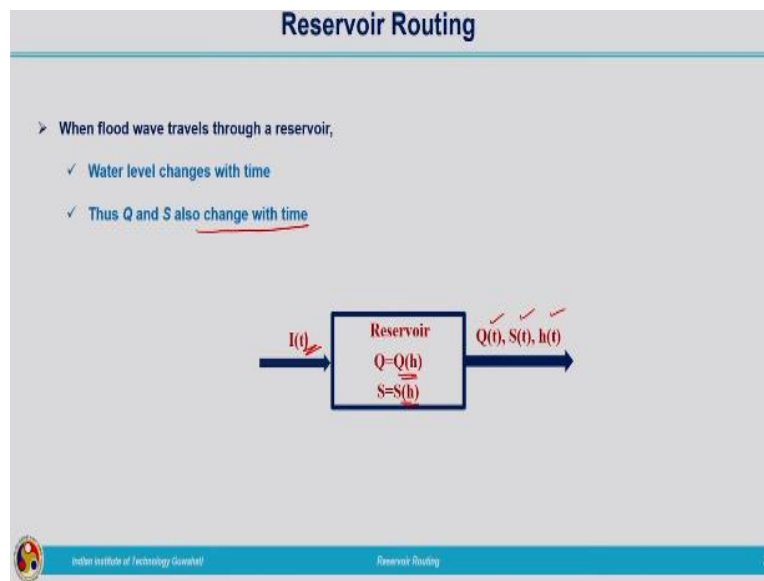 Reservoir Routing
➤ When flood wave travels through a reservoir,
✓ Water level changes with time
✓ Thus Q and S also change with time
I(t)
Reservoir
Q=Q(h)
S=S(h)
Q(t), S(t), h(t)
Indian Institute of Technology Guwahati
Reservoir Routing